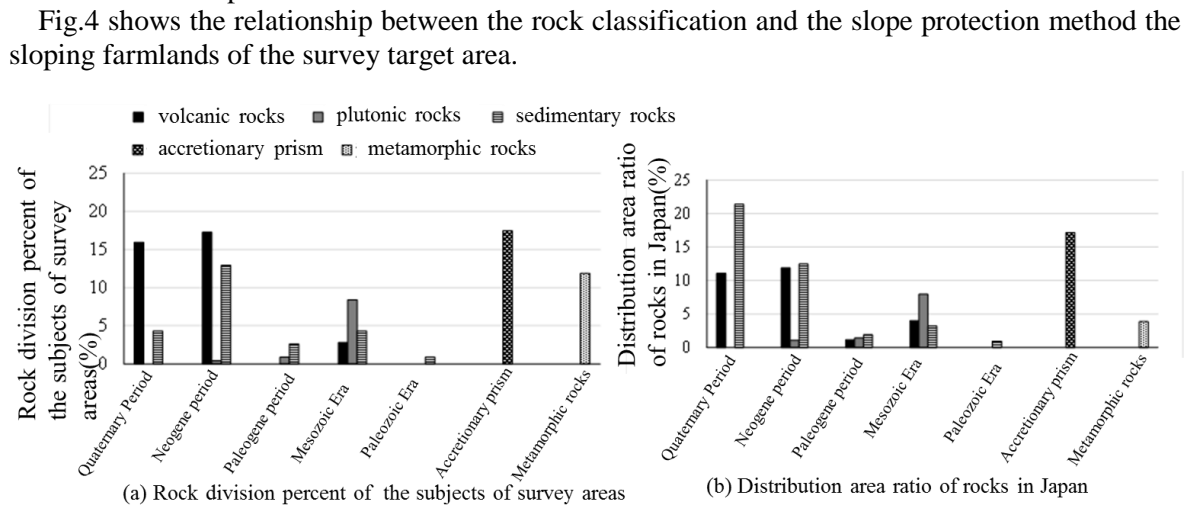 Fig.4 shows the relationship between the rock classification and the slope protection method the
sloping farmlands of the survey target area.
volcanic rocks plutonic rocks sedimentary rocks
accretionary prism metamorphic rocks
Rock division percent of
the subjects of survey
areas(%)
25
20
15
10
5
0
Quaternary Period
Neogene period
Paleogene period
Mesozoic Era
Paleozoic Era
Accretionary prism
Metamorphic rocks
(a) Rock division percent of the subjects of survey areas
Distribution area ratio
of rocks in Japan(%)
25
20
15
10
5
0
Quaternary Period
Neogene period
Paleogene period
Mesozoic Era
Paleozoic Era
Accretionary prism
Metamorphic rocks
(b) Distribution area ratio of rocks in Japan